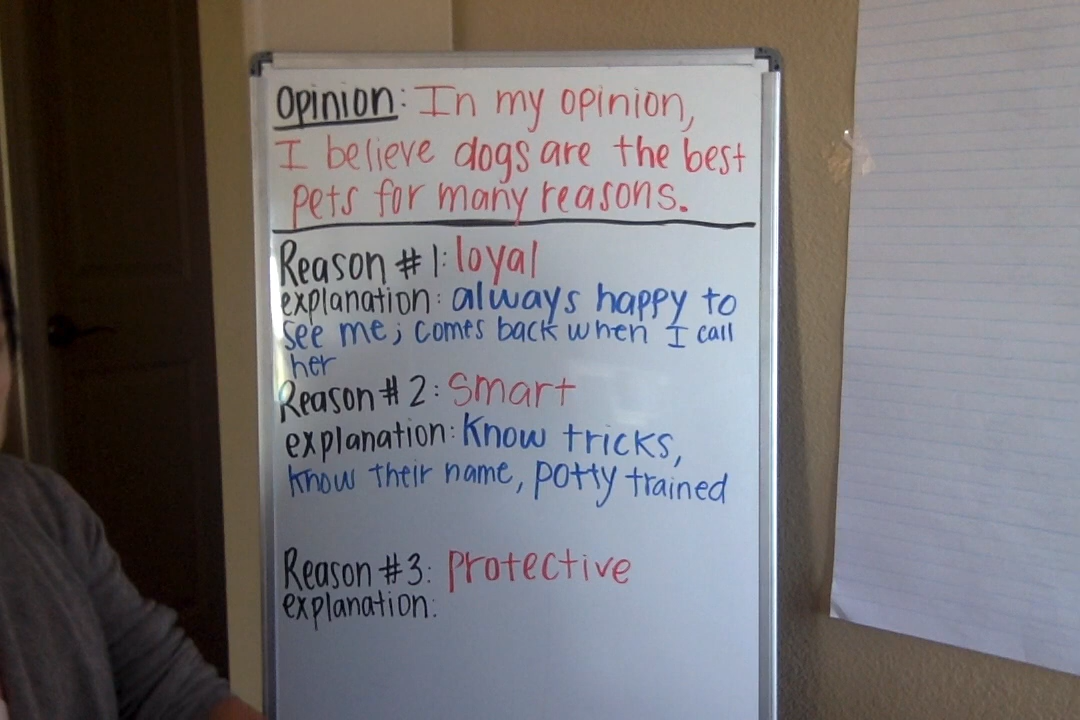 Opinion: In my opinion,
I believe dogs are the best
pets for many reasons.
Reason #1: loyal
explanation: always happy to
see me; comes back when I call
her
Reason #2: smart
explanation: Know tricks,
know their name, potty trained
Reason #3: protective
explanation: